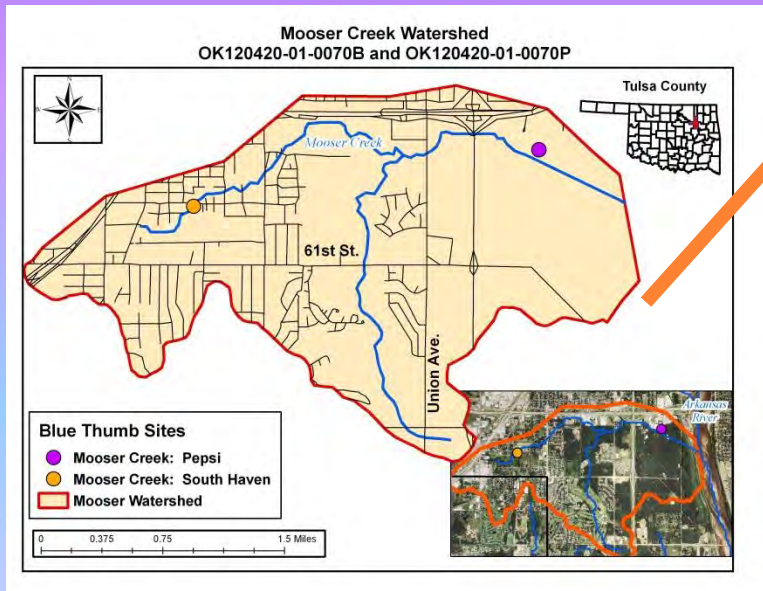 Mooser Creek Watershed
OK120420-01-0070B and OK120420-01-0070P
N
W
E
S
Tulsa County
Mooser Creek
61st St.
Union Ave.
Arkansas
River
Blue Thumb Sites
Mooser Creek: Pepsi
Mooser Creek: South Haven
Mooser Watershed
0 0.375 0.75 1.5 Miles